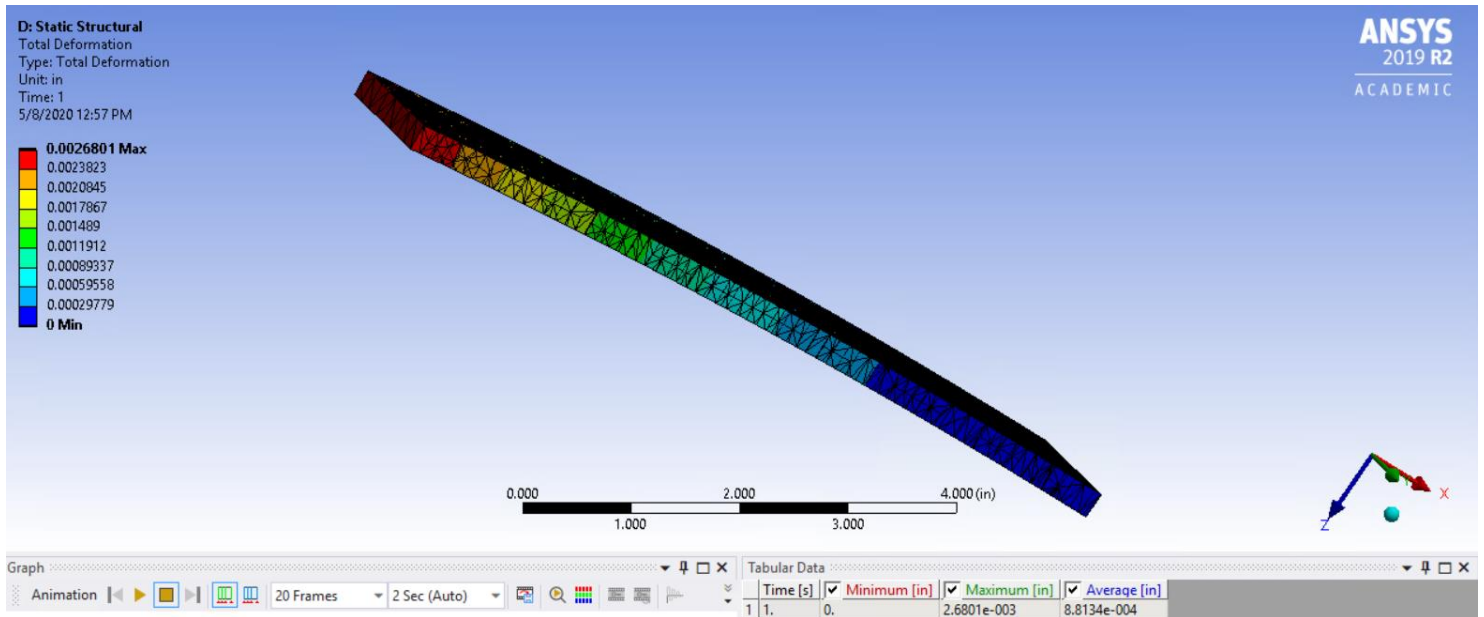 D: Static Structural
Total Deformation
Type: Total Deformation
Unit: in
Time: 1
5/8/2020 12:57 PM
0.0026801 Max
0.0023823
0.0020845
0.0017867
0.001489
0.0011912
0.00089337
0.00059558
0.00029779
0 Min
ANSYS
2019 R2
ACADEMIC
0.000 2.000 4.000 (in)
1.000 3.000
X
Z
Graph
Animation 20 Frames 2 Sec (Auto)
Tabular Data
Time [s] Minimum [in] Maximum [in] Average [in]
1 1. 0. 2.6801e-003 8.8134e-004